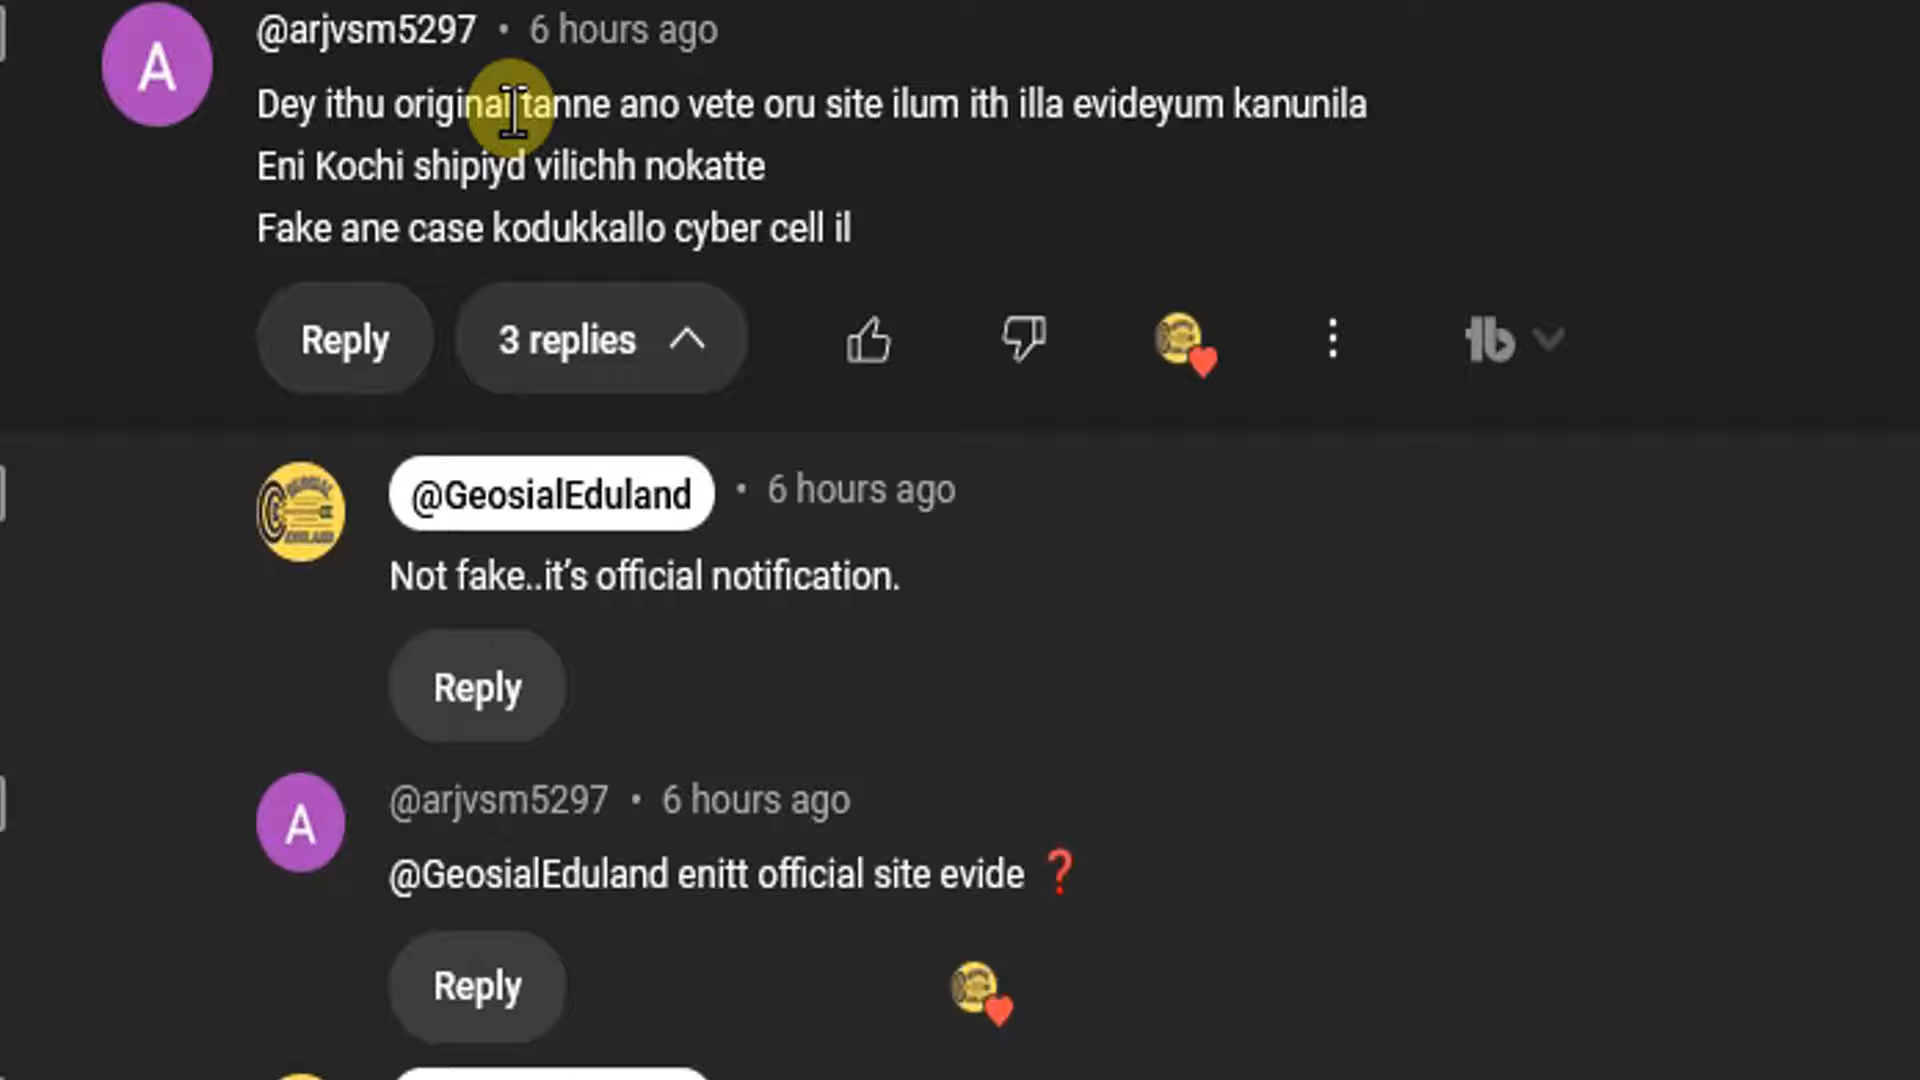 @arjvsm5297 • 6 hours ago
Dey ithu original tanne ano vete oru site ilum ith illa evideyum kanunila
Eni Kochi shipiyd vilichh nokatte
Fake ane case kodukkallo cyber cell il
Reply 3 replies
@GeosialEduland • 6 hours ago
Not fake..it’s official notification.
Reply
A
@arjvsm5297 • 6 hours ago
@GeosialEduland enitt official site evide ❓
Reply